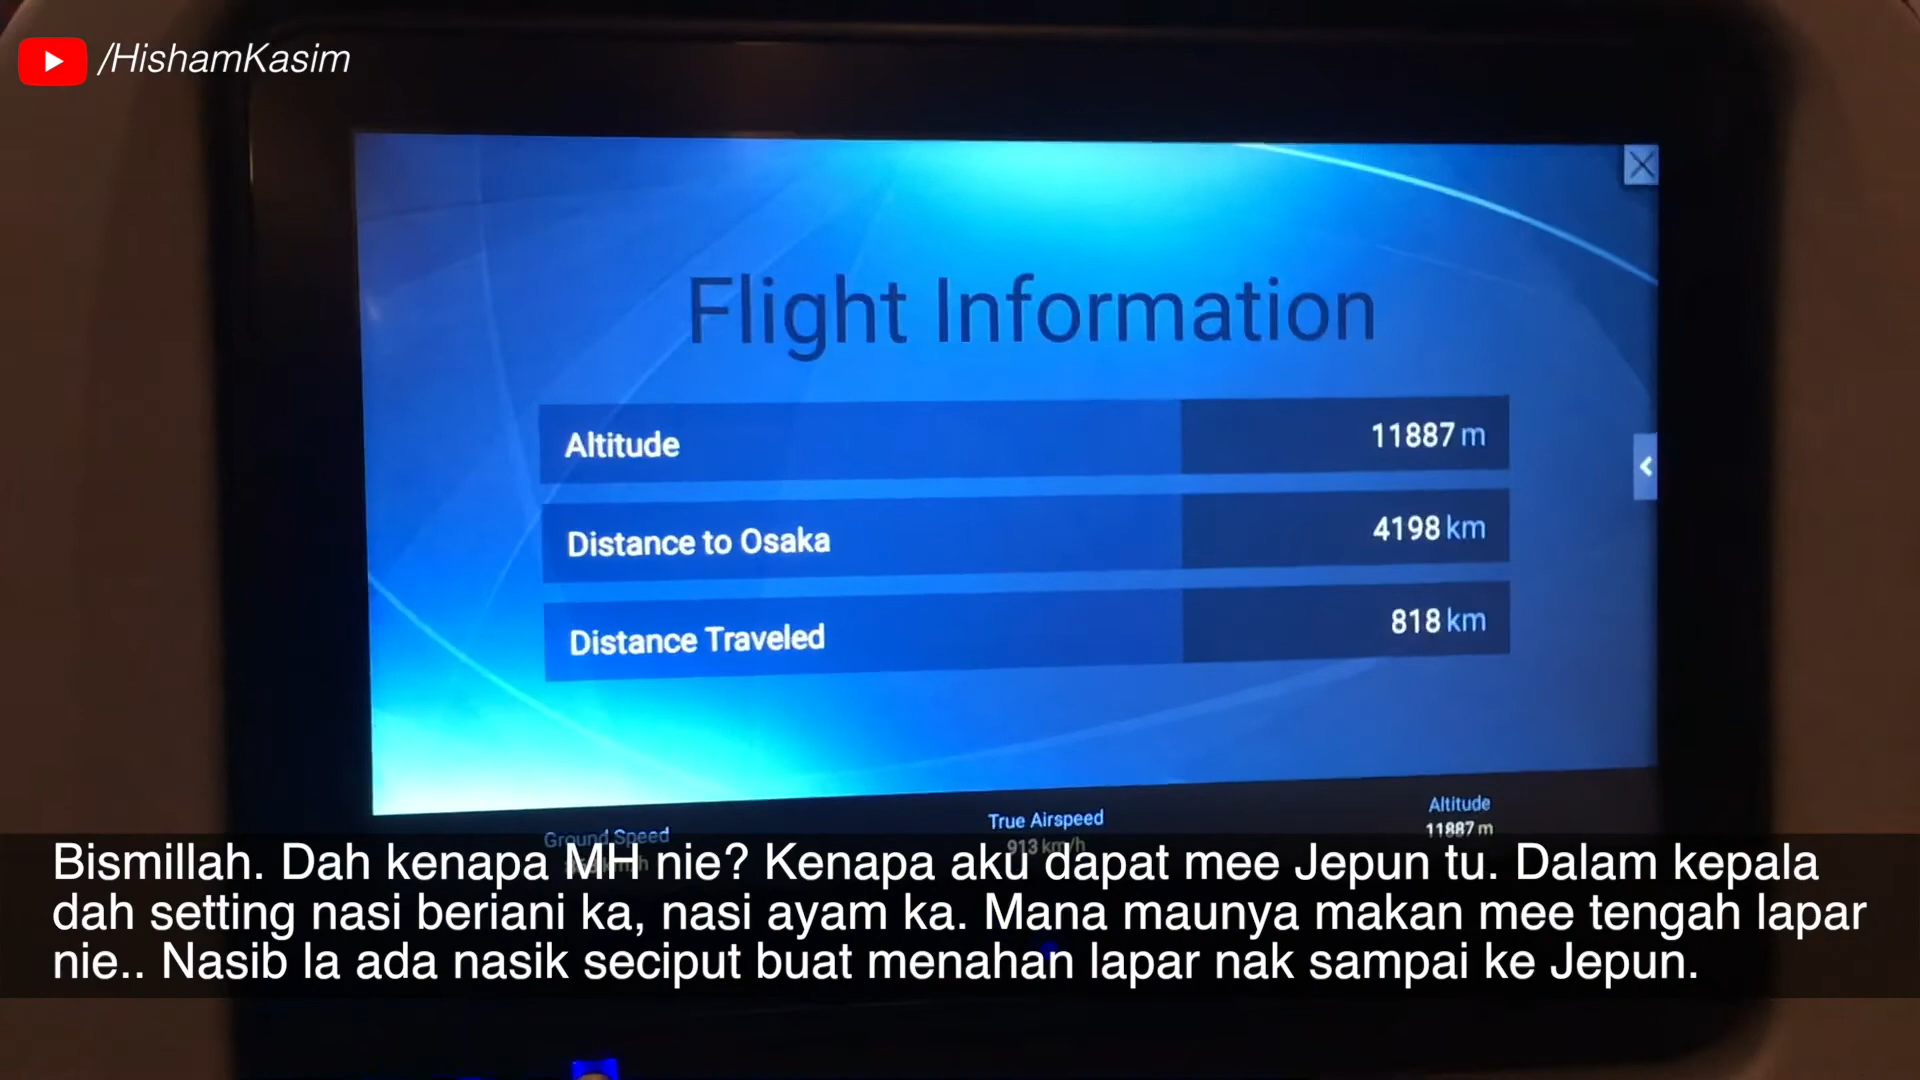 /HishamKasim
Flight Information
Altitude
11887 m
Distance to Osaka
4198 km
Distance Traveled
818 km
Ground Speed
True Airspeed
913 km/h
Altitude
11887 m
Bismillah. Dah kenapa MH nie? Kenapa aku dapat mee Jepun tu. Dalam kepala
dah setting nasi beriani ka, nasi ayam ka. Mana maunya makan mee tengah lapar
nie.. Nasib la ada nasik seciput buat menahan lapar nak sampai ke Jepun.